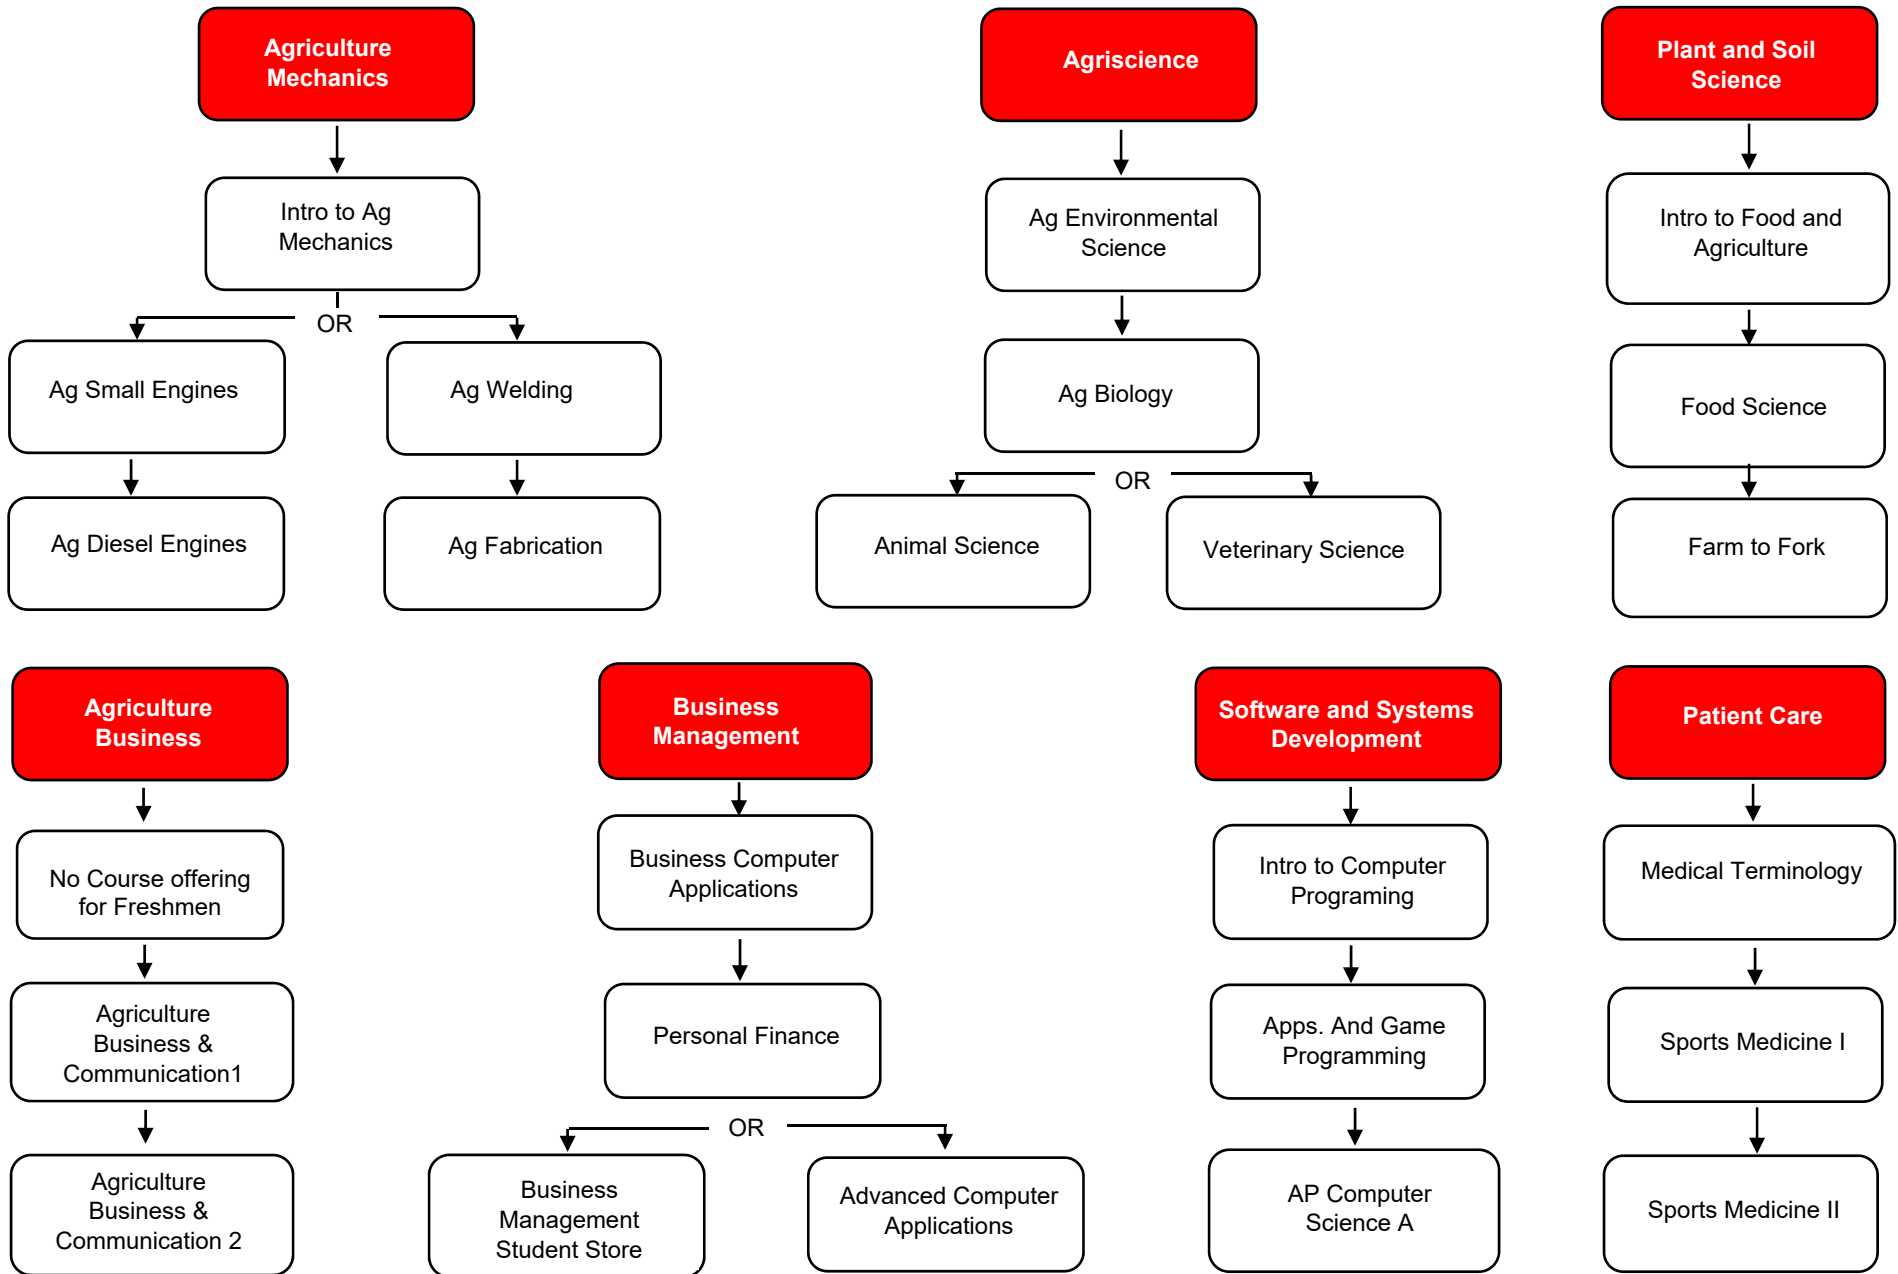 Agriculture
Mechanics
Intro to Ag
Mechanics
OR
Ag Small Engines
Ag Welding
Ag Diesel Engines
Ag Fabrication
Agriscience
Ag Environmental
Science
Ag Biology
OR
Animal Science
Veterinary Science
Plant and Soil
Science
Intro to Food and
Agriculture
Food Science
Farm to Fork
Agriculture
Business
No Course offering
for Freshmen
Agriculture
Business &
Communication1
Agriculture
Business &
Communication 2
Business
Management
Business Computer
Applications
Personal Finance
OR
Business
Management
Student Store
Advanced Computer
Applications
Software and Systems
Development
Intro to Computer
Programing
Apps. And Game
Programming
AP Computer
Science A
Patient Care
Medical Terminology
Sports Medicine I
Sports Medicine II